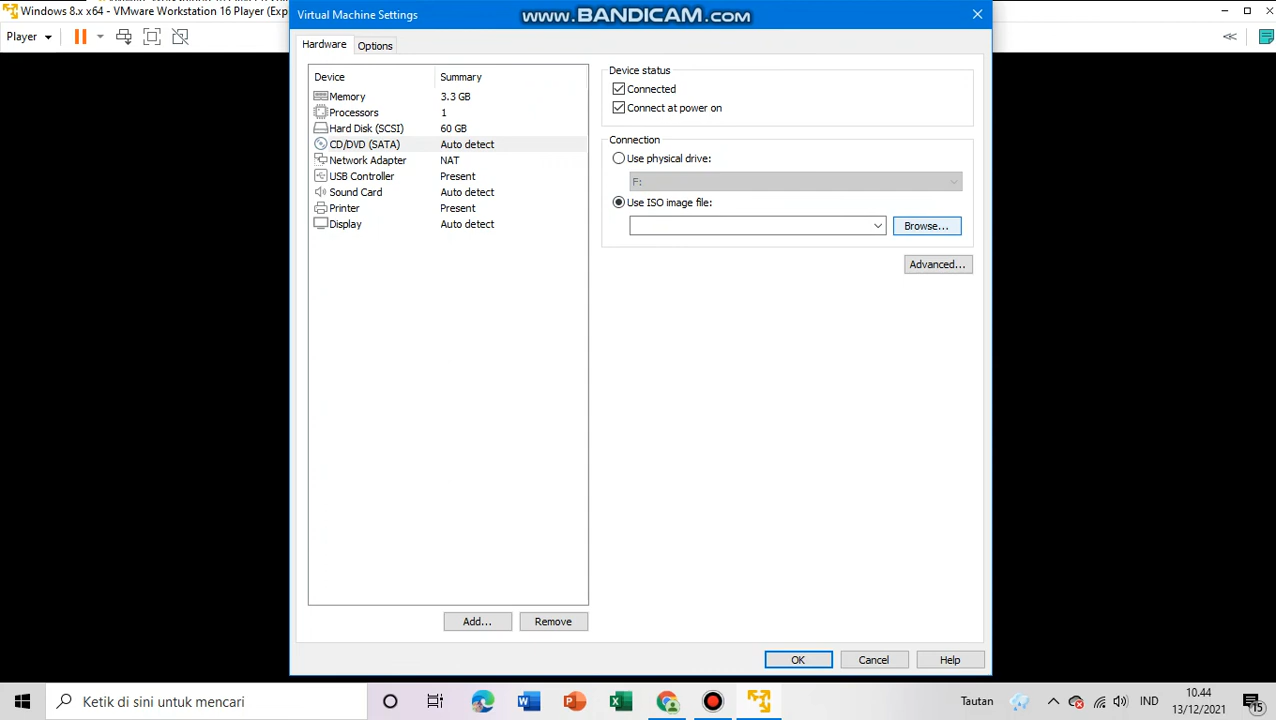 Windows 8.x x64 - VMware Workstation 16 Player (Exp
Virtual Machine Settings
www.BANDICAM.com
Player
Hardware
Options
Device Summary
Memory 3.3 GB
Processors 1
Hard Disk (SCSI) 60 GB
CD/DVD (SATA) Auto detect
Network Adapter NAT
USB Controller Present
Sound Card Auto detect
Printer Present
Display Auto detect
Add...
Remove
Device status
Connected
Connect at power on
Connection
Use physical drive:
F:
Use ISO image file:
Browse...
Advanced...
OK
Cancel
Help
Ketik di sini untuk mencari
Tautan
IND
10.44
13/12/2021
15